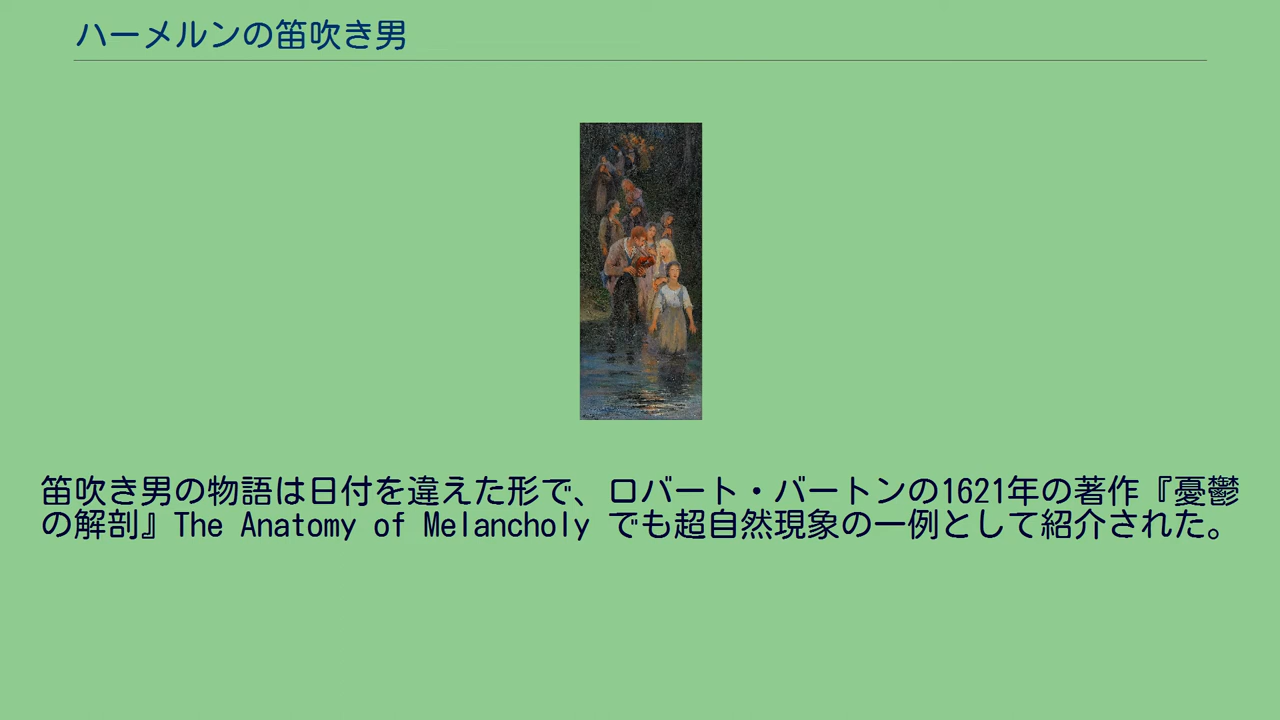 ハーメルンの笛吹き男
笛吹き男の物語は日付を違えた形で、ロバート・バートンの1621年の著作『憂鬱
の解剖』The Anatomy of Melancholy でも超自然現象の一例として紹介された。